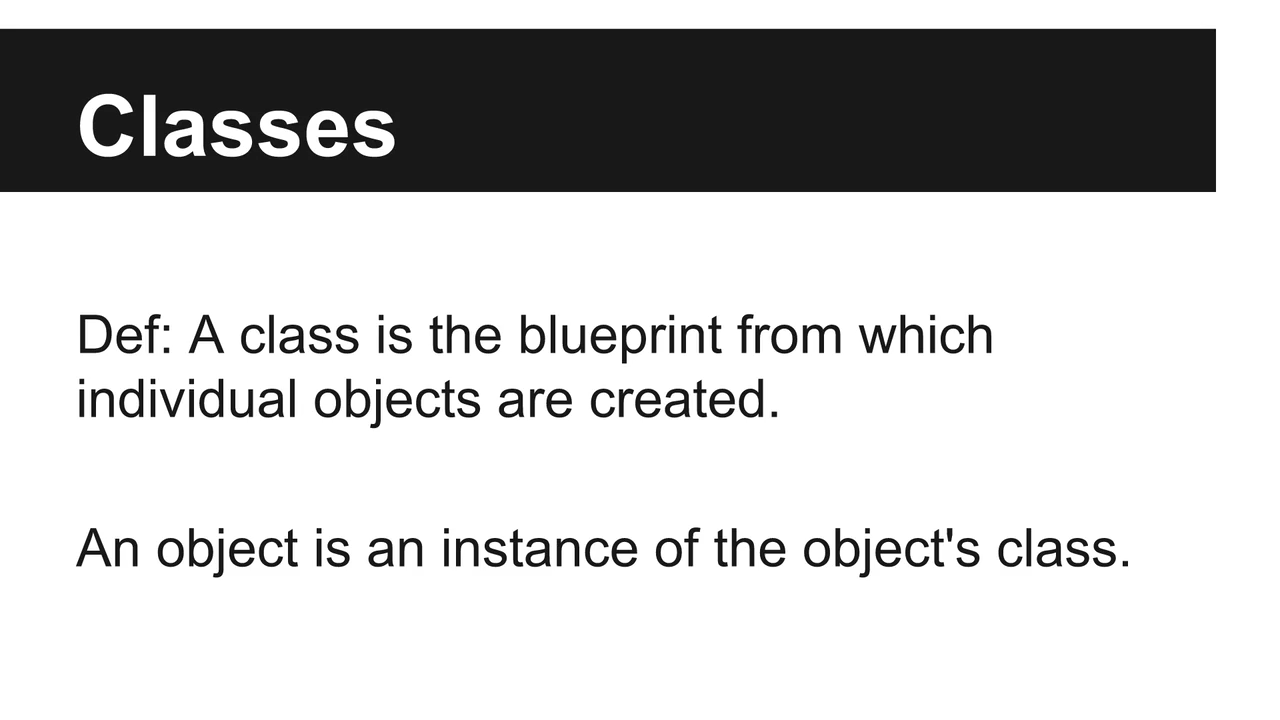 Classes
Def: A class is the blueprint from which
individual objects are created.
An object is an instance of the object's class.